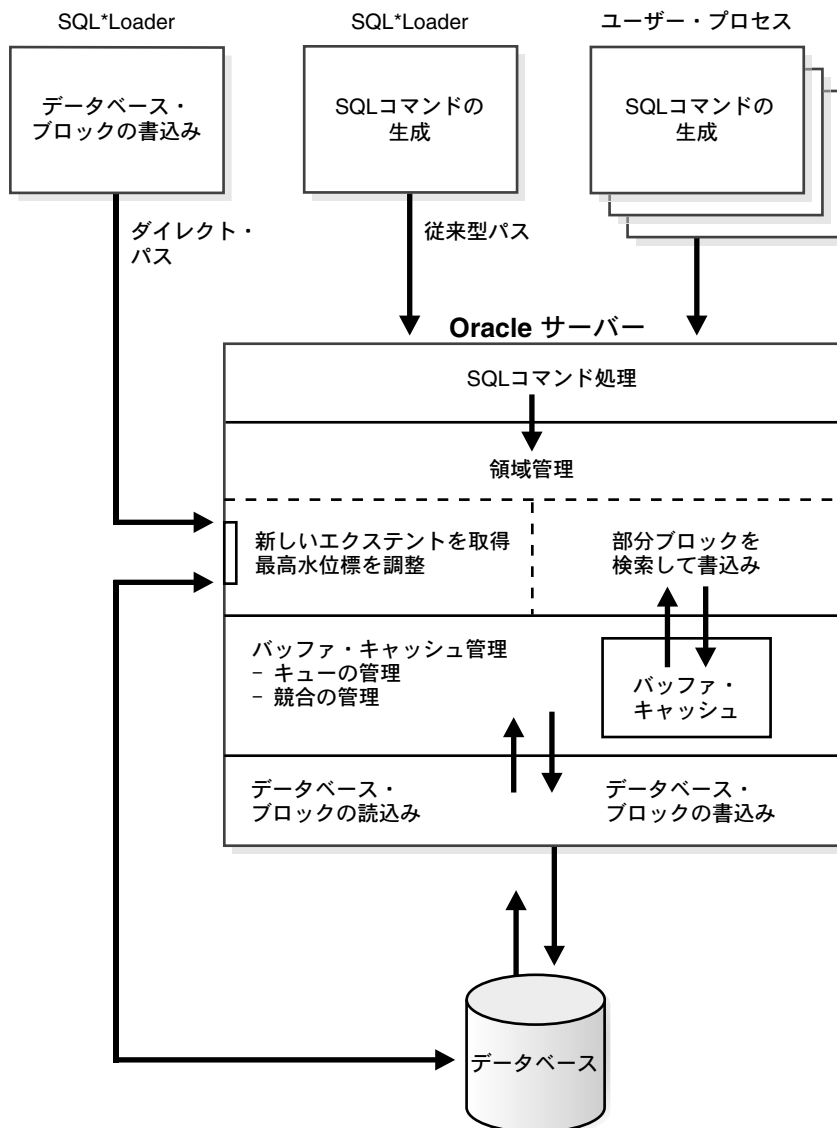 SQL*Loader
SQL*Loader
ユーザー・プロセス
データベース・
ブロックの書込み
SQLコマンドの
生成
SQLコマンドの
生成
ダイレクト・
パス
従来型パス
Oracle サーバー
SQLコマンド処理
領域管理
新しいエクステントを取得
最高水位標を調整
部分ブロックを
検索して書込み
バッファ・キャッシュ管理
− キューの管理
− 競合の管理
バッファ・
キャッシュ
データベース・
ブロックの読込み
データベース・
ブロックの書込み
データベース